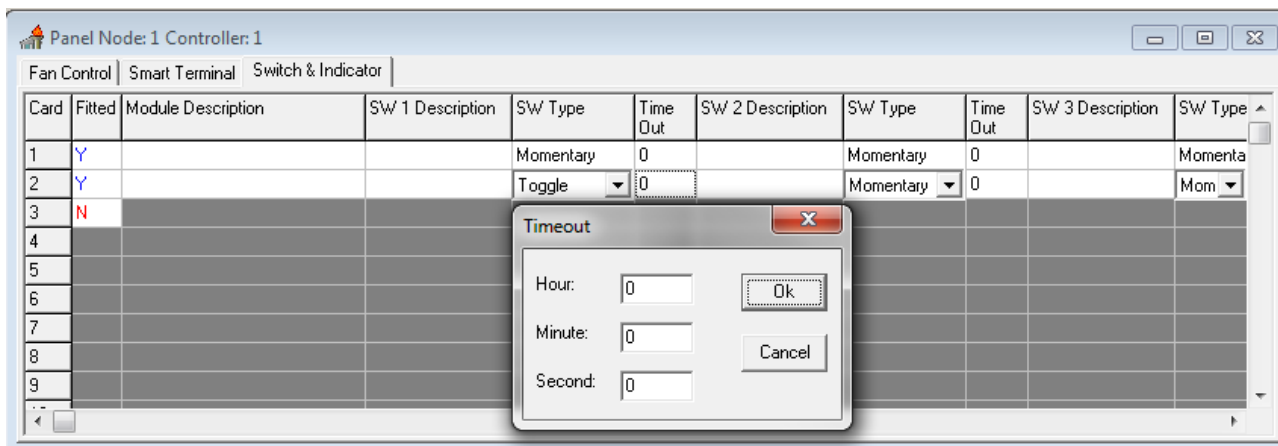 Panel Node: 1 Controller: 1
Fan Control Smart Terminal Switch & Indicator
Card Fitted Module Description SW 1 Description SW Type Time Out SW 2 Description SW Type Time Out SW 3 Description SW Type
1 Y Momentary 0 Momentary 0 Momenta
2 Y Toggle 0 Momentary 0 Mom
3 N
Timeout
4
5
Hour: 0 Ok
6
7
Minute: 0
8
Cancel
9
Second: 0